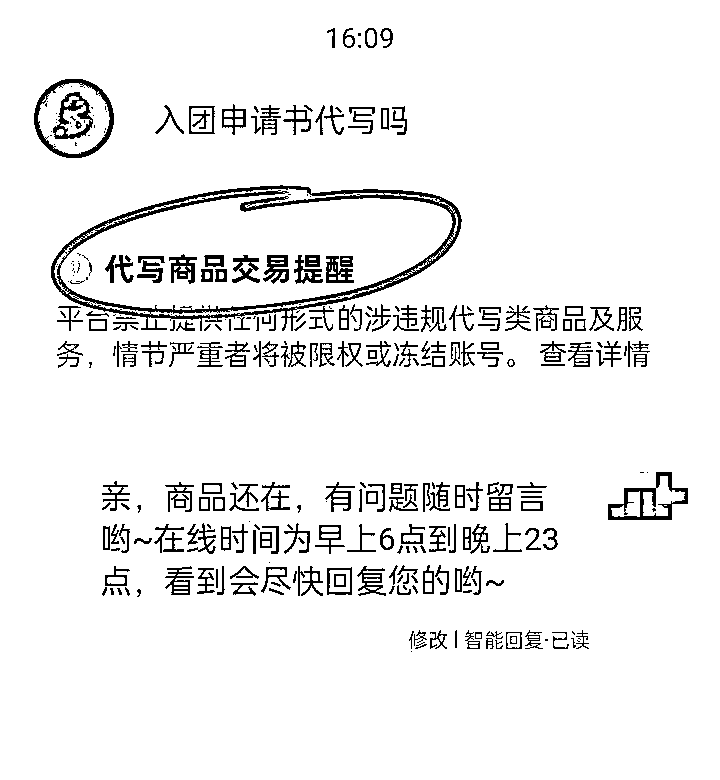 16:09
入团申请书代写吗
代写商品交易提醒
平台禁止提供任何形式的涉违规代写类商品及服
务，情节严重者将被限权或冻结账号。 查看详情
亲，商品还在，有问题随时留言
哟~在线时间为早上6点到晚上23
点，看到会尽快回复您的哟~
修改 | 智能回复·已读